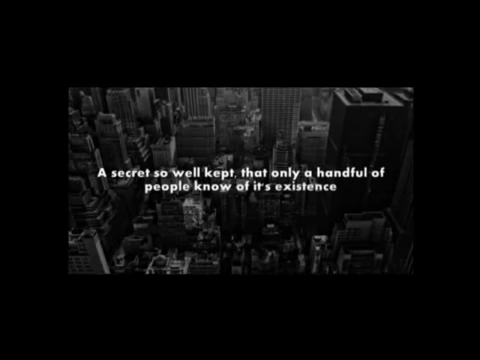 A secret so well kept, that only a handful of
people know of it's existence